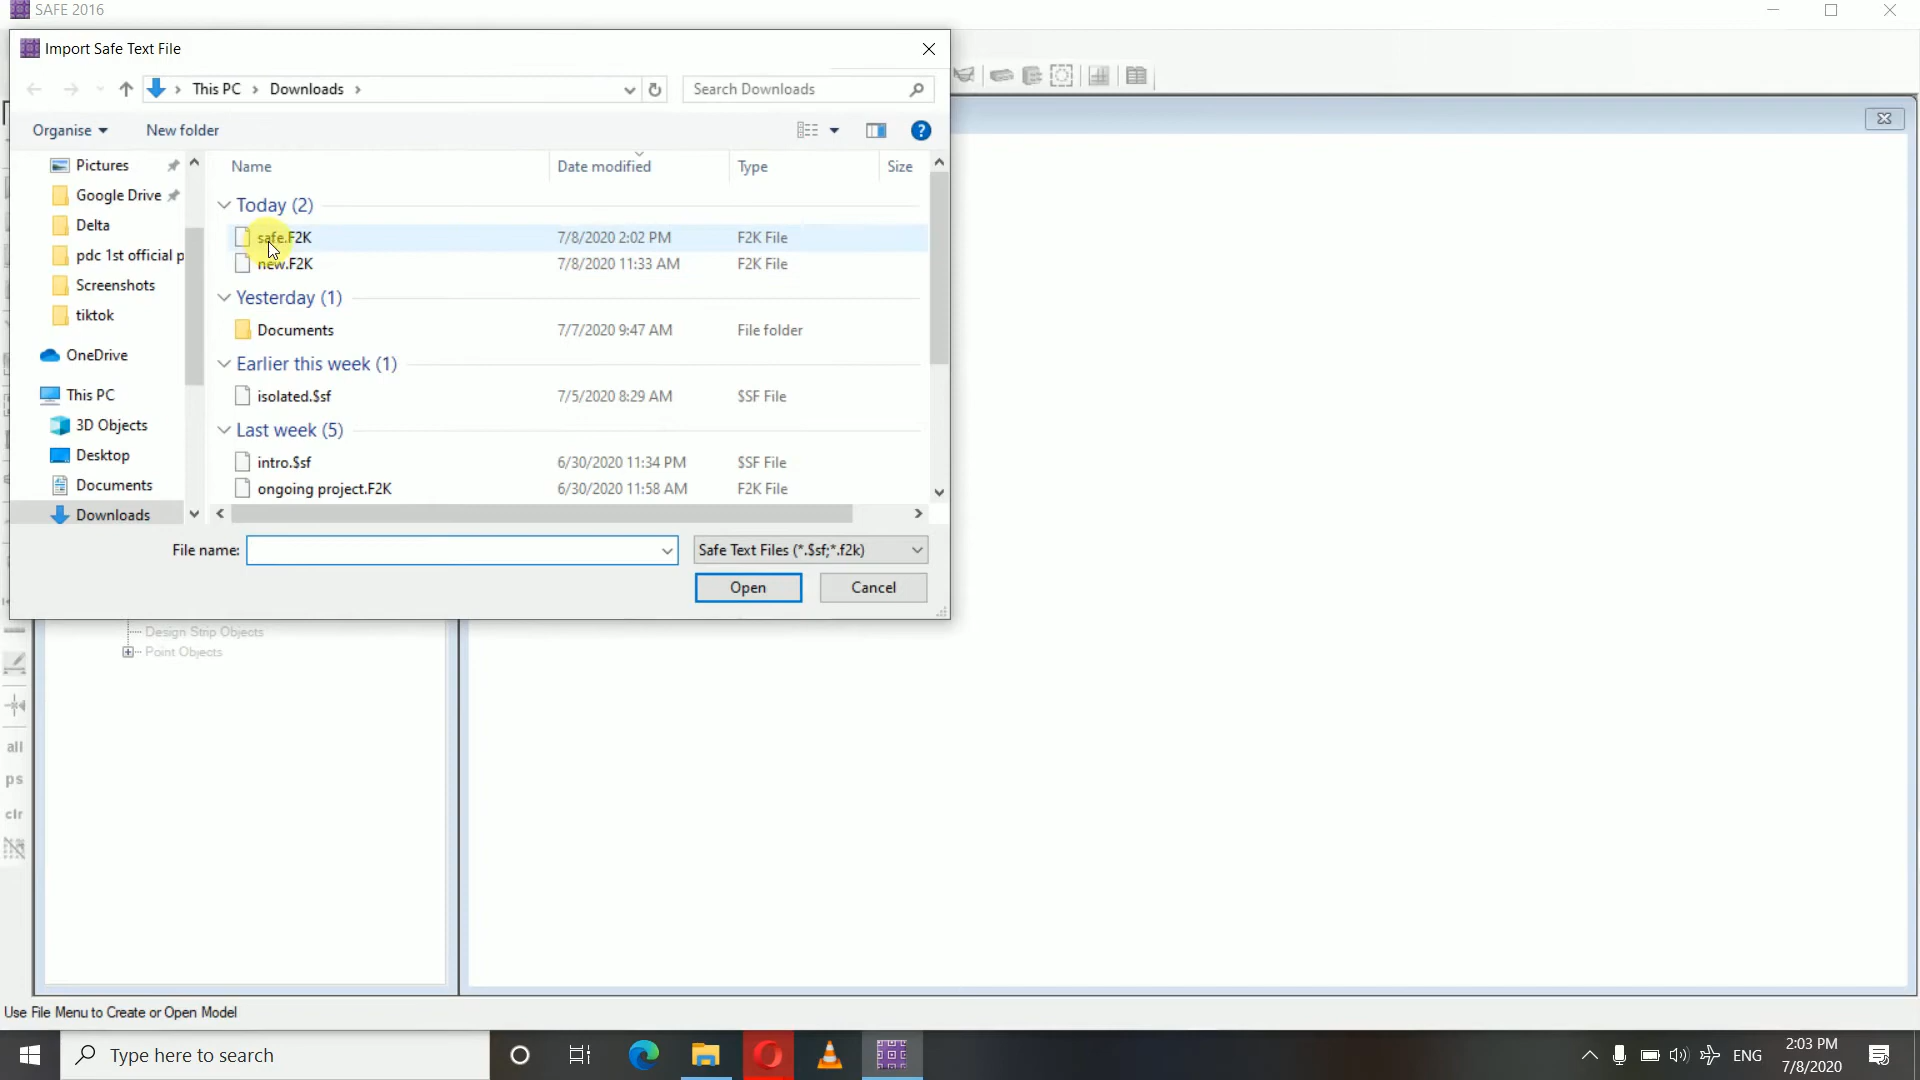 SAFE 2016
Import Safe Text File
This PC
Downloads
Search Downloads
Organise
New folder
Name
Date modified
Type
Size
Pictures
Google Drive
Delta
pdc 1st official p
Screenshots
tiktok
OneDrive
This PC
3D Objects
Desktop
Documents
Downloads
Today (2)
safe.F2K 7/8/2020 2:02 PM F2K File
new.F2K 7/8/2020 11:33 AM F2K File
Yesterday (1)
Documents 7/7/2020 9:47 AM File folder
Earlier this week (1)
isolated.$sf 7/5/2020 8:29 AM $SF File
Last week (5)
intro.$sf 6/30/2020 11:34 PM $SF File
ongoing project.F2K 6/30/2020 11:58 AM F2K File
File name:
Safe Text Files (*.$sf;*.f2k)
Open
Cancel
Design Strip Objects
Point Objects
all
ps
clr
Use File Menu to Create or Open Model
Type here to search
ENG
2:03 PM
7/8/2020